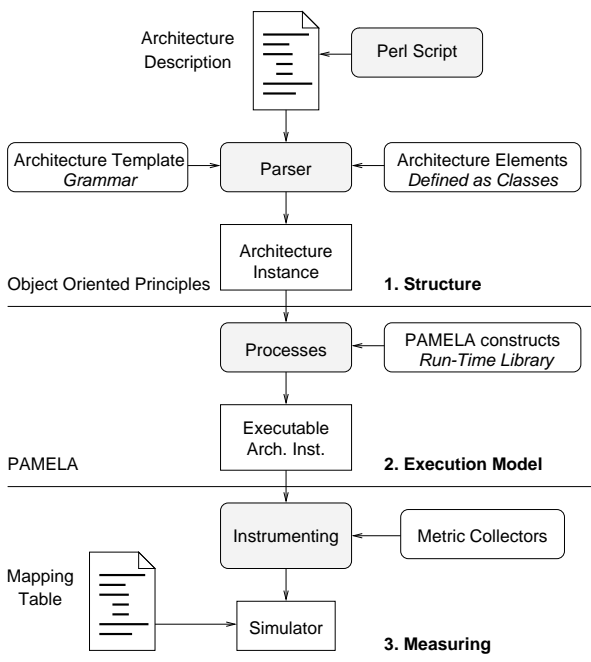 Architecture
Description
Perl Script
Architecture Template
Grammar
Parser
Architecture Elements
Defined as Classes
Architecture
Instance
Object Oriented Principles
1. Structure
Processes
PAMELA constructs
Run-Time Library
Executable
Arch. Inst.
PAMELA
2. Execution Model
Instrumenting
Metric Collectors
Mapping
Table
Simulator
3. Measuring